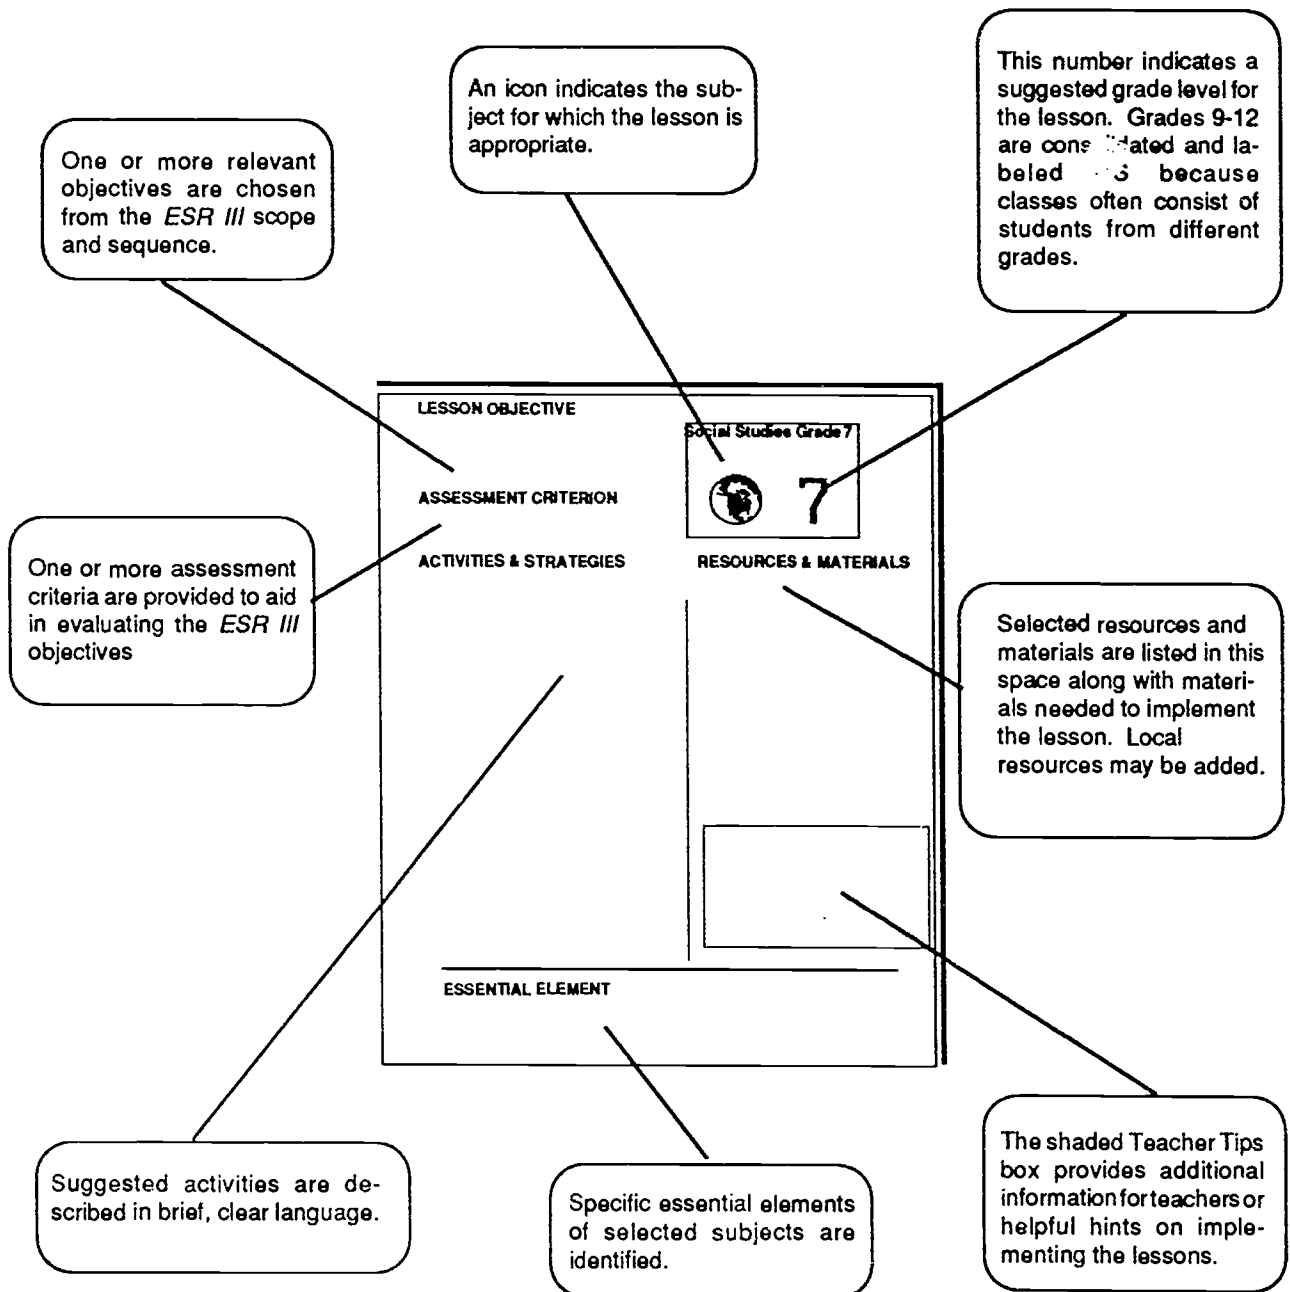 An icon indicates the sub-
ject for which the lesson is
appropriate.
This number indicates a
suggested grade level for
the lesson. Grades 9-12
are and la-
beled because
classes often consist of
students from different
grades.
One or more relevant
objectives are chosen
from the ESR III scope
and sequence.
LESSON OBJECTIVE
Social Studies Grade 7
7
ASSESSMENT CRITERION
ACTIVITIES & STRATEGIES
RESOURCES & MATERIALS
One or more assessment
criteria are provided to aid
in evaluating the ESR III
objectives
Selected resources and
materials are listed in this
space along with materi-
als needed to implement
the lesson. Local
resources may be added.
ESSENTIAL ELEMENT
Suggested activities are de-
scribed in brief, clear language.
Specific essential elements
of selected subjects are
identified.
The shaded Teacher Tips
box provides additional
information for teachers or
helpful hints on imple-
menting the lessons.